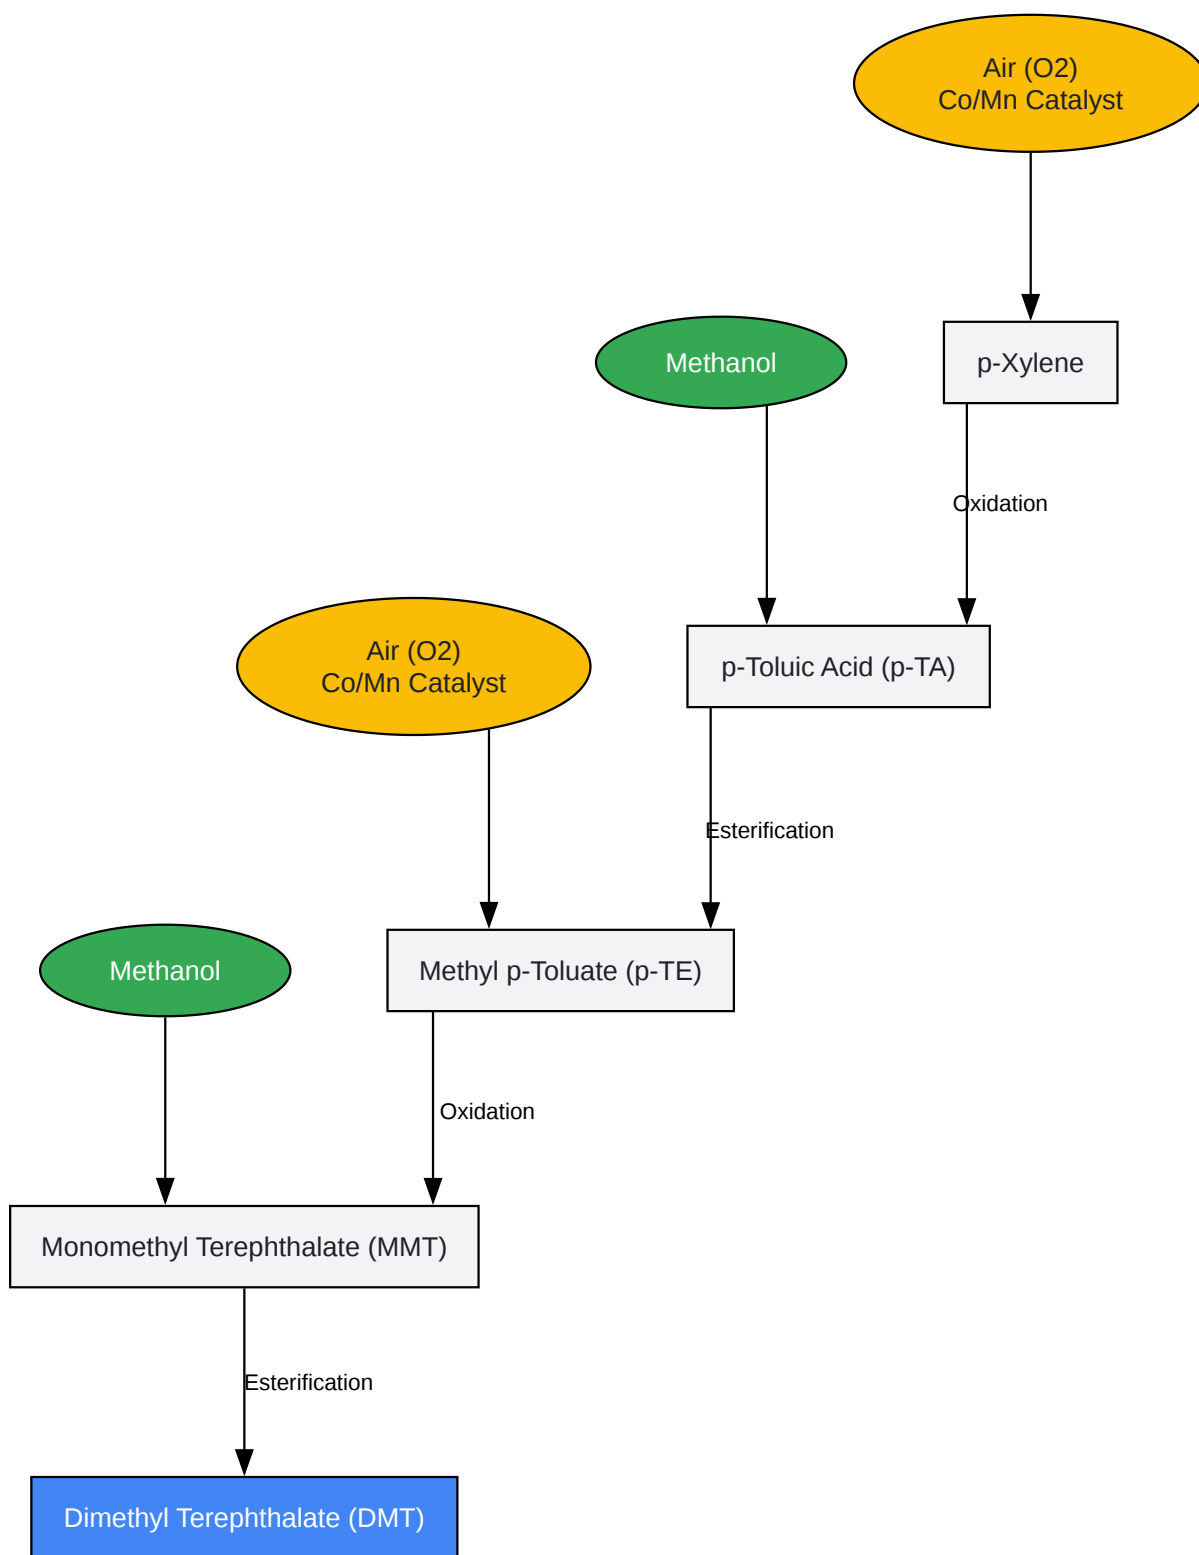 Air (O2)
Co/Mn Catalyst
Methanol
p-Xylene
Oxidation
Air (O2)
Co/Mn Catalyst
p-Toluic Acid (p-TA)
Esterification
Methanol
Methyl p-Toluate (p-TE)
Oxidation
Monomethyl Terephthalate (MMT)
Esterification
Dimethyl Terephthalate (DMT)